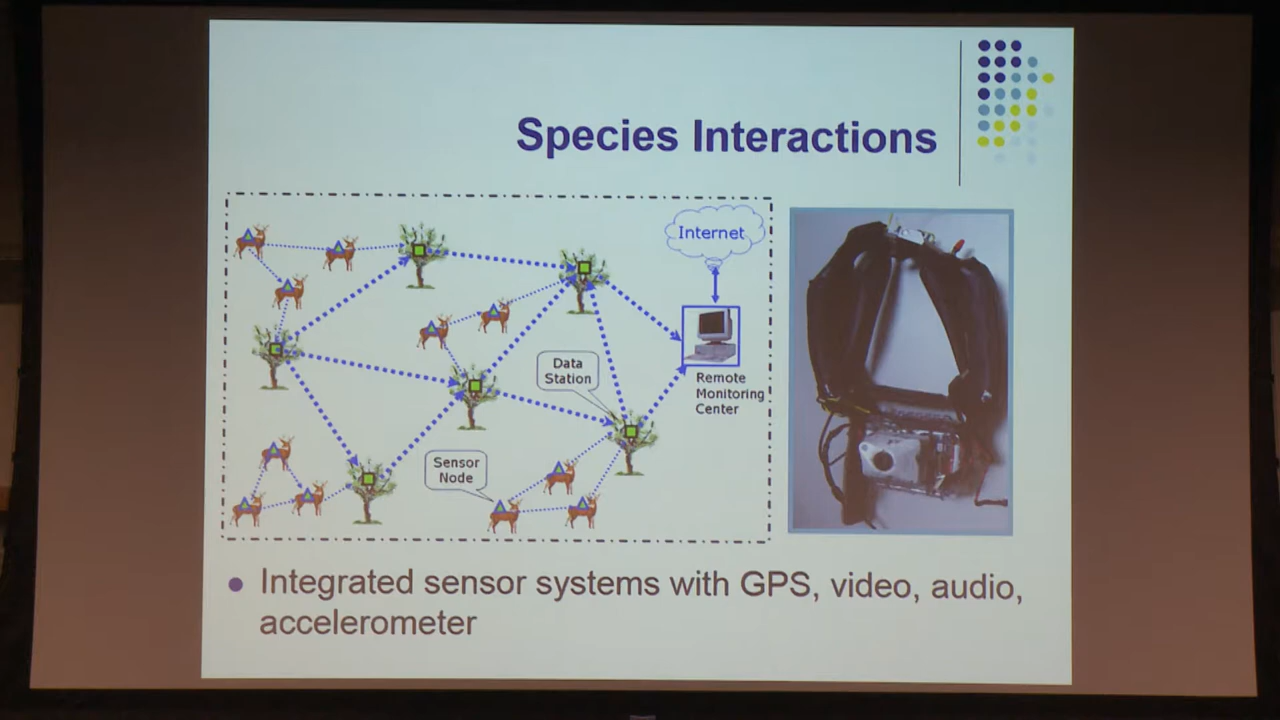 Species Interactions
Internet
Data
Station
Remote
Monitoring
Center
Sensor
Node
Integrated sensor systems with GPS, video, audio,
accelerometer